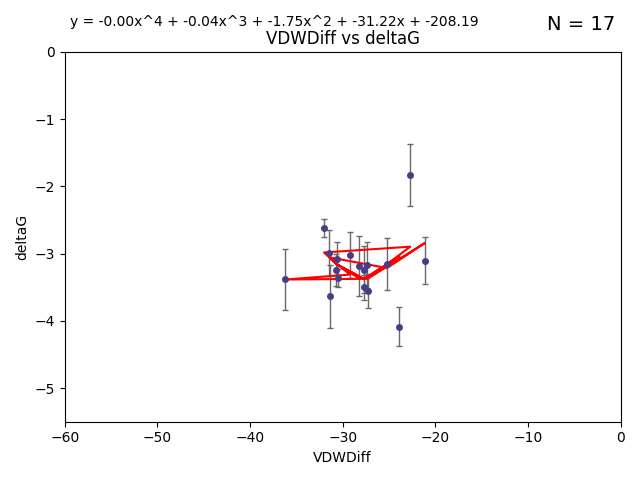 y = -0.00x^4 + -0.04x^3 + -1.75x^2 + -31.22x + -208.19
N = 17
VDWDiff vs deltaG
0
−1
−2
−3
−4
−5
deltaG
−60 −50 −40 −30 −20 −10 0
VDWDiff